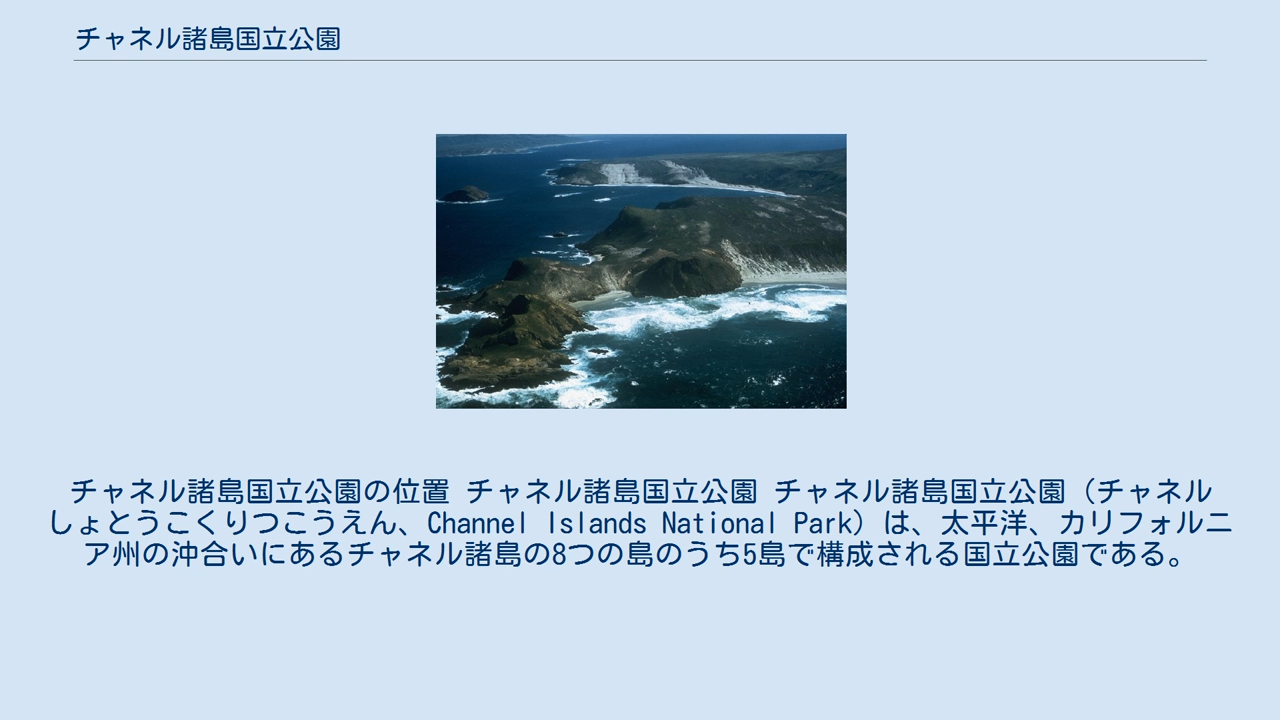 チャネル諸島国立公園
チャネル諸島国立公園の位置 チャネル諸島国立公園 チャネル諸島国立公園（チャネル
しょとうこくりつこうえん、Channel Islands National Park）は、太平洋、カリフォルニ
ア州の沖合いにあるチャネル諸島の8つの島のうち5島で構成される国立公園である。